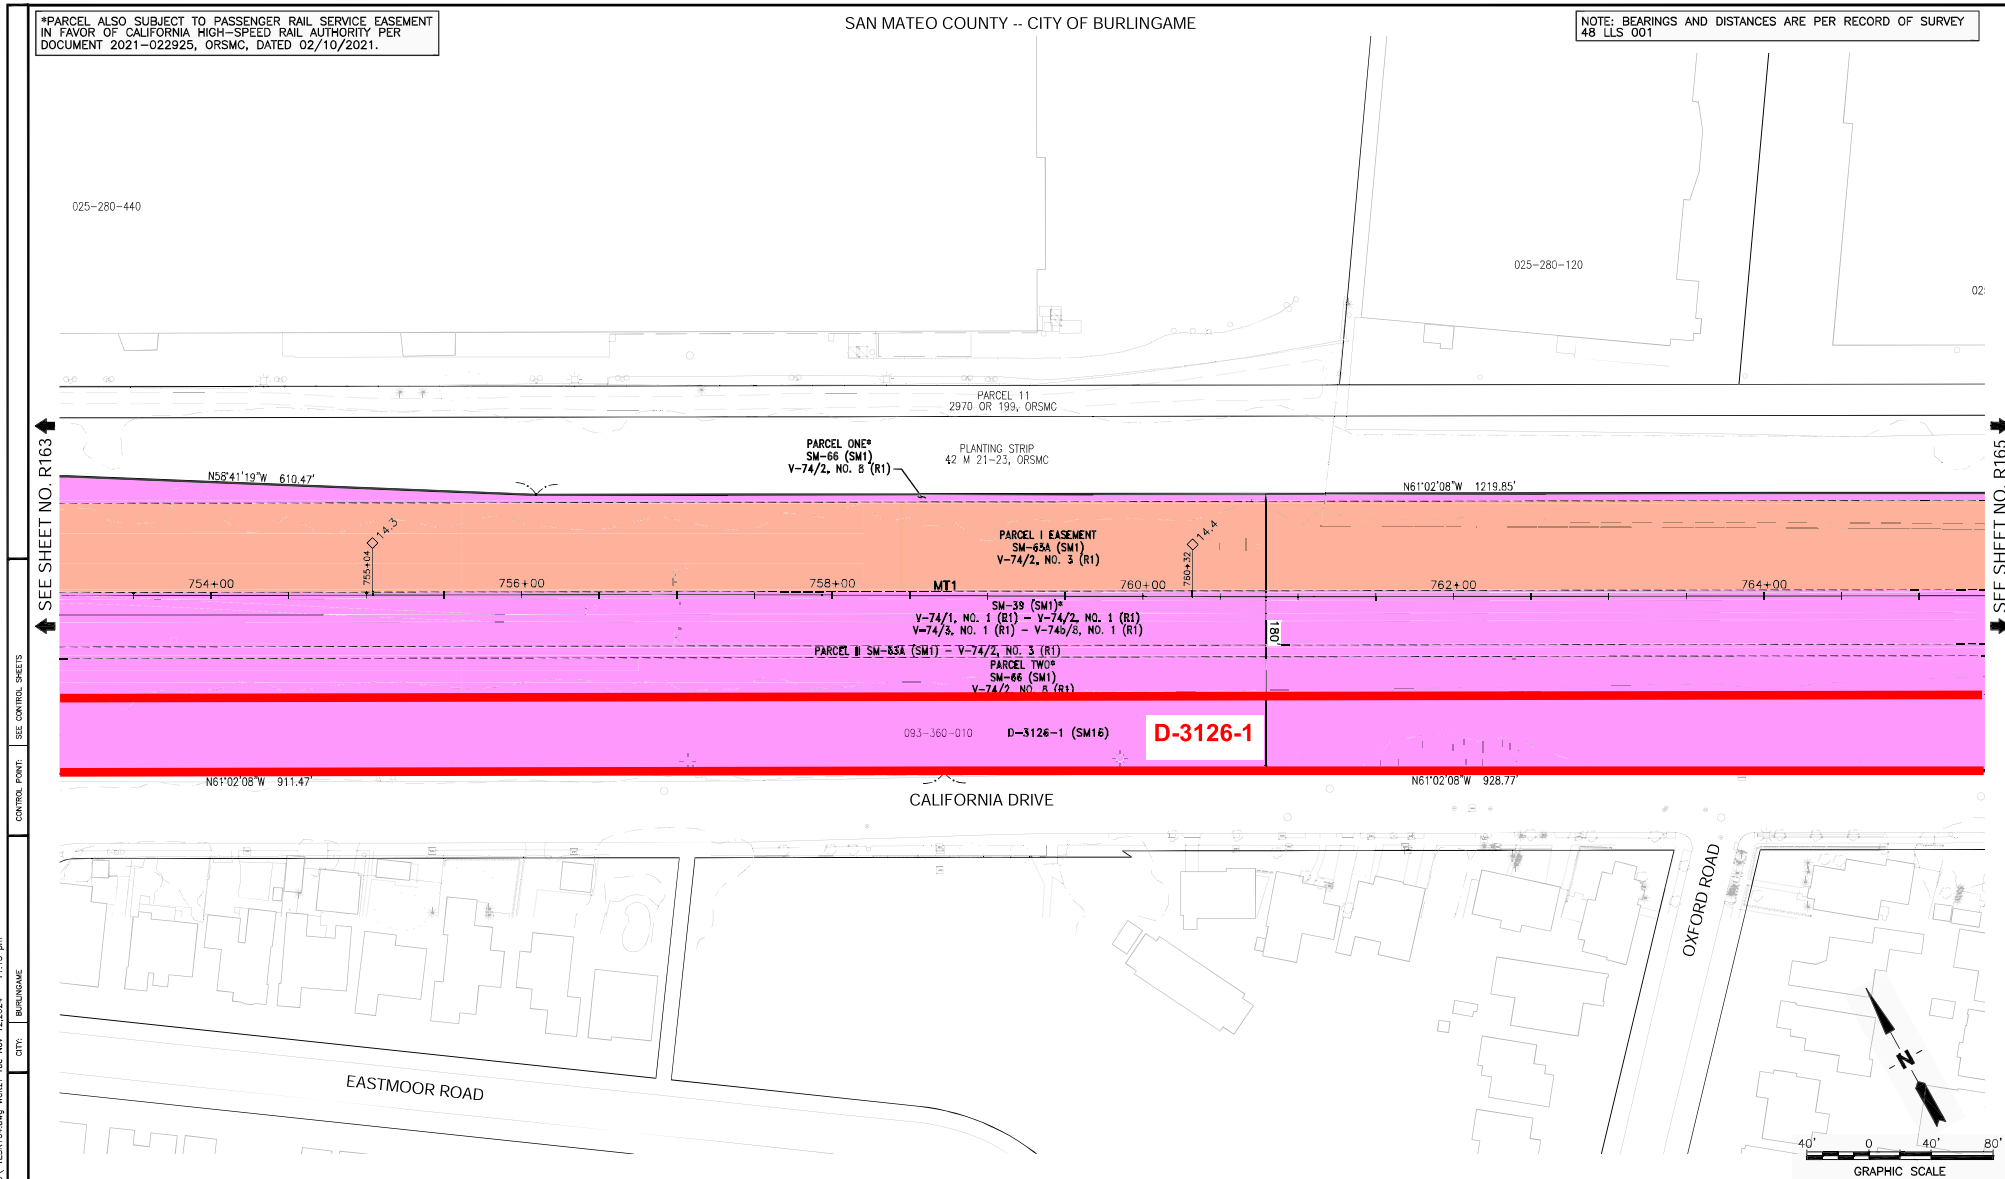 *PARCEL ALSO SUBJECT TO PASSENGER RAIL SERVICE EASEMENT
IN FAVOR OF CALIFORNIA HIGH-SPEED RAIL AUTHORITY PER
DOCUMENT 2021-022925, ORSMC, DATED 02/10/2021.
SAN MATEO COUNTY -- CITY OF BURLINGAME
NOTE: BEARINGS AND DISTANCES ARE PER RECORD OF SURVEY
48 LLS 001
025-280-440
025-280-120
02
PARCEL 11
2970 OR 199, ORSMC
PARCEL ONE*
SM-66 (SM1)
V-74/2, NO. 8 (R1)
PLANTING STRIP
42 M 21-23, ORSMC
SEE SHEET NO. R163
SEE SHEET NO. R165
N58°41'19"W 610.47'
N61°02'08"W 1219.85'
14.3
755+04
14.4
760+32
PARCEL I EASEMENT
SM-63A (SM1)
V-74/2, NO. 3 (R1)
754+00
756+00
758+00
MT1
760+00
762+00
764+00
SM-39 (SM1)*
V-74/1, NO. 1 (R1) - V-74/2, NO. 1 (R1)
V-74/3, NO. 1 (R1) - V-74b/8, NO. 1 (R1)
180'
PARCEL II SM-63A (SM1) - V-74/2, NO. 3 (R1)
PARCEL TWO*
SM-66 (SM1)
V-74/2, NO. 8 (R1)
093-360-010
D-3126-1 (SM16)
D-3126-1
N61°02'08"W 911.47'
N61°02'08"W 928.77'
CALIFORNIA DRIVE
OXFORD ROAD
EASTMOOR ROAD
CONTROL POINT: SEE CONTROL SHEETS
CITY: BURLINGAME
N
40' 0 40' 80'
GRAPHIC SCALE